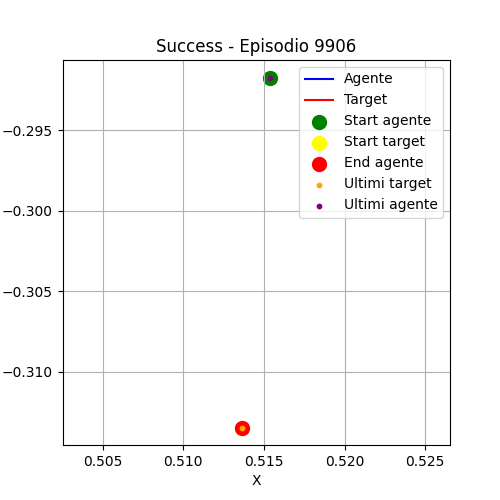 Success - Episodio 9906
Agente
Target
Start agente
Start target
End agente
Ultimi target
Ultimi agente
−0.295
−0.300
−0.305
−0.310
0.505 0.510 0.515 0.520 0.525
X